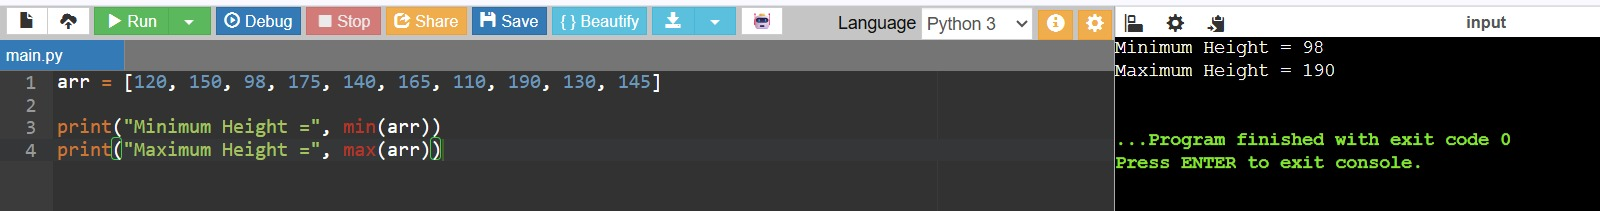 Run Debug Stop Share Save { } Beautify Language Python 3
input
main.py
1 arr = [120, 150, 98, 175, 140, 165, 110, 190, 130, 145]
2
3 print("Minimum Height =", min(arr))
4 print("Maximum Height =", max(arr))
Minimum Height = 98
Maximum Height = 190
...Program finished with exit code 0
Press ENTER to exit console.